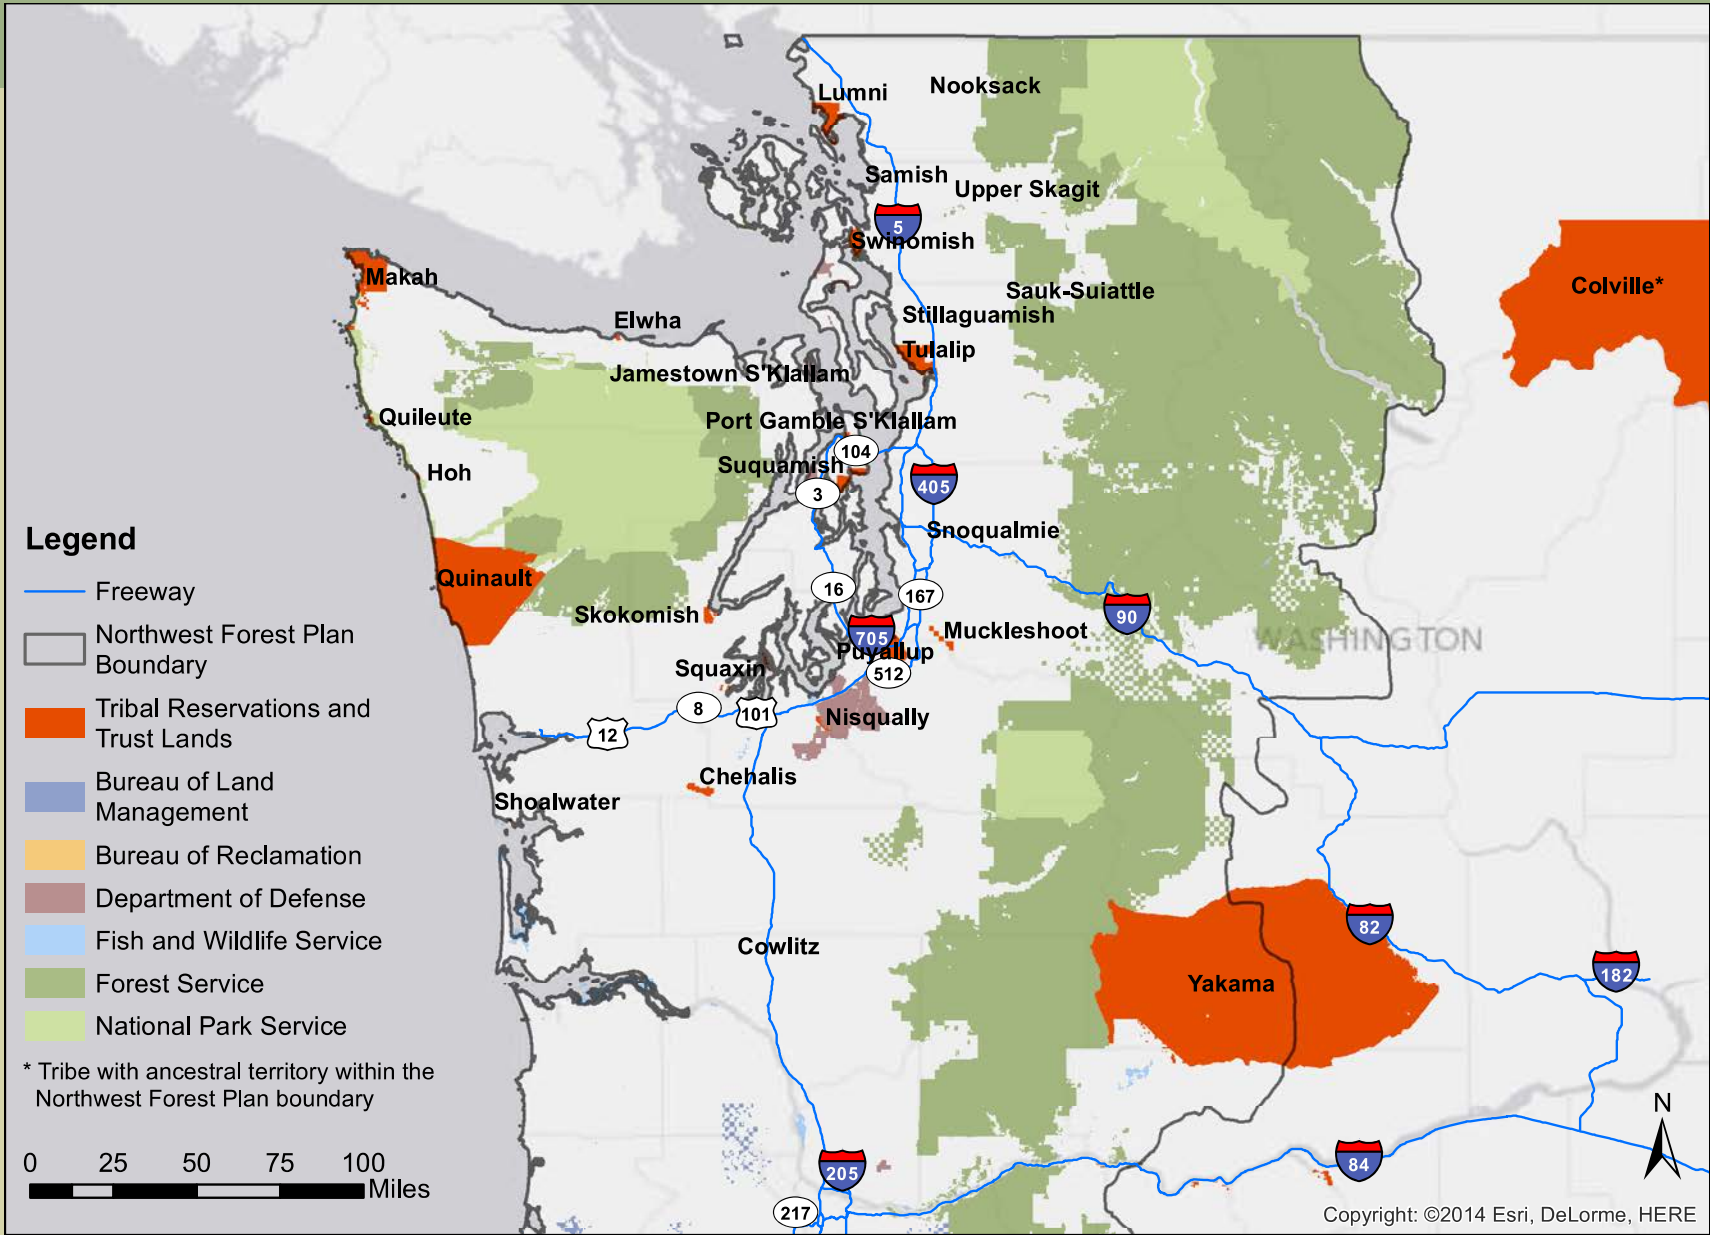 Lumni
Nooksack
Samish
Upper Skagit
5
Swinomish
Makah
Colville*
Sauk-Suiattle
Stillaguamish
Elwha
Tulalip
Jamestown S'Klallam
Quileute
Port Gamble S'Klallam
104
Suquamish
Hoh
405
3
Snoqualmie
Legend
Quinault
Freeway
16
167
90
Skokomish
Northwest Forest Plan
Boundary
705
Muckleshoot
WASHINGTON
Puyallup
Squaxin
512
8
101
Nisqually
12
Tribal Reservations and
Trust Lands
Chehalis
Bureau of Land
Management
Shoalwater
Bureau of Reclamation
Department of Defense
82
Fish and Wildlife Service
Cowlitz
182
Forest Service
Yakama
National Park Service
* Tribe with ancestral territory within the
Northwest Forest Plan boundary
N
0 25 50 75 100
Miles
205
84
217
Copyright: ©2014 Esri, DeLorme, HERE